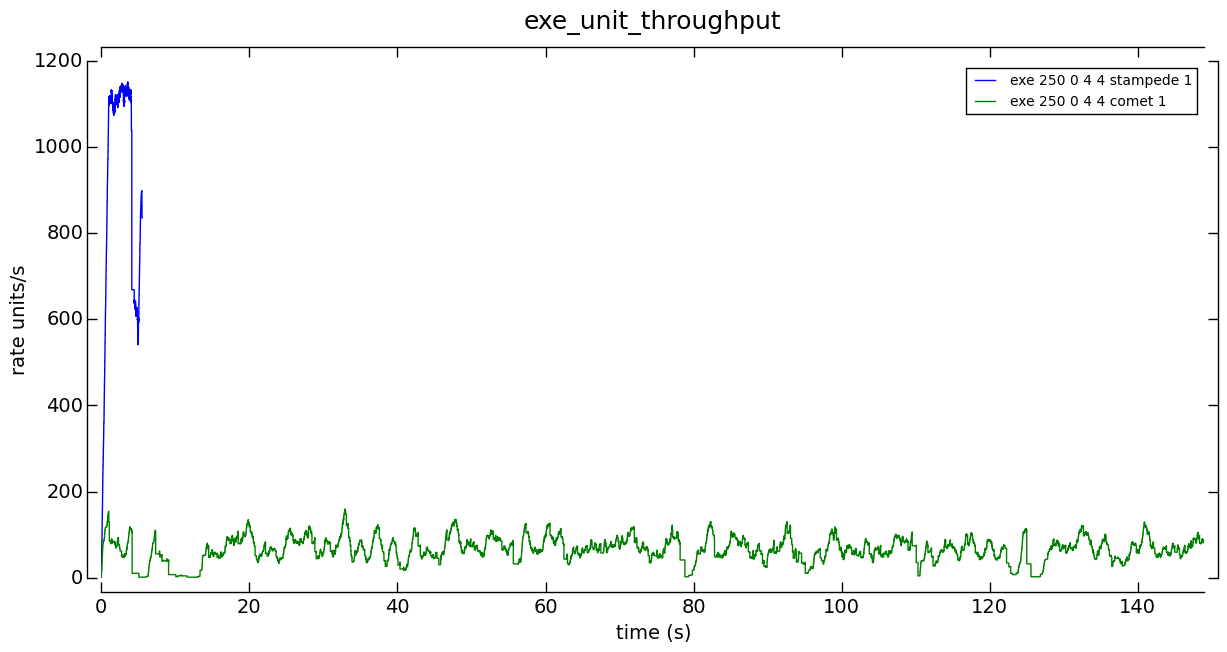 exe_unit_throughput
1200
1000
800
600
400
200
0
rate units/s
exe 250 0 4 4 stampede 1
exe 250 0 4 4 comet 1
0 20 40 60 80 100 120 140
time (s)